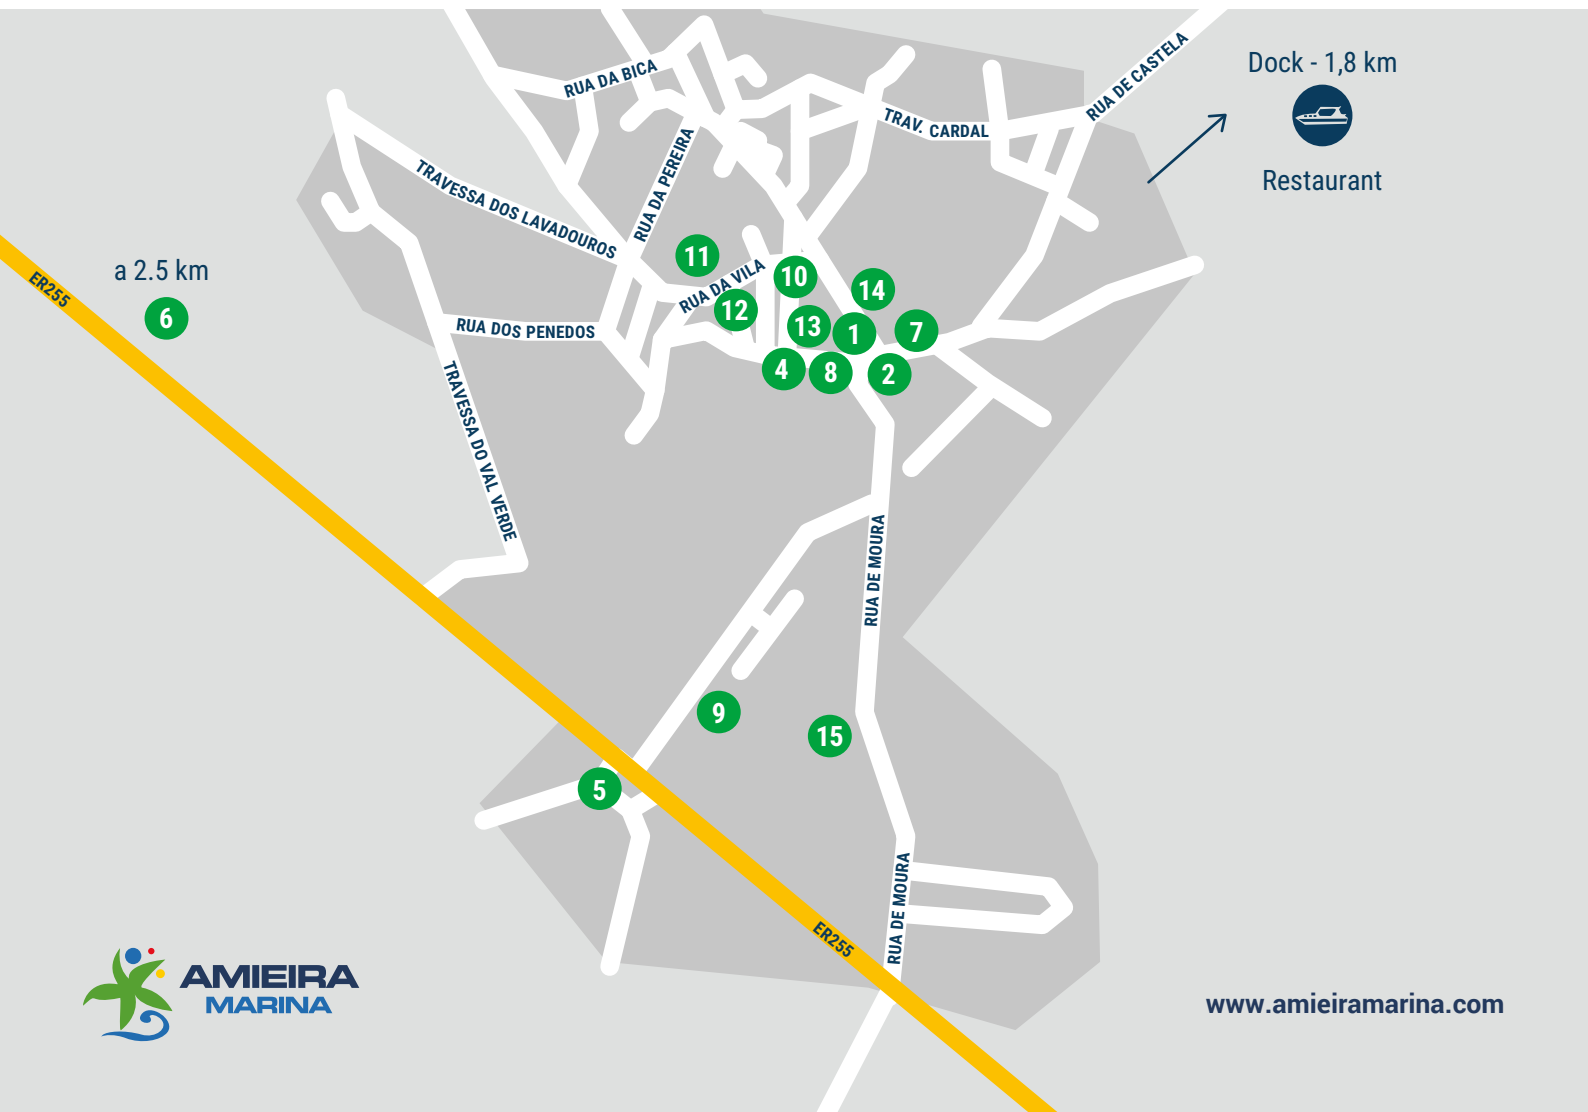 Dock - 1,8 km
Restaurant
RUA DE CASTELA
RUA DA BICA
TRAV. CARDAL
RUA DA PEREIRA
TRAVESSA DOS LAVADOUROS
a 2.5 km
6
ER255
11
RUA DA VILA
10
14
12
13
1
7
RUA DOS PENEDOS
4
8
2
TRAVESSA DO VAL VERDE
RUA DE MOURA
9
15
5
RUA DE MOURA
ER255
AMIEIRA
MARINA
www.amieiramarina.com